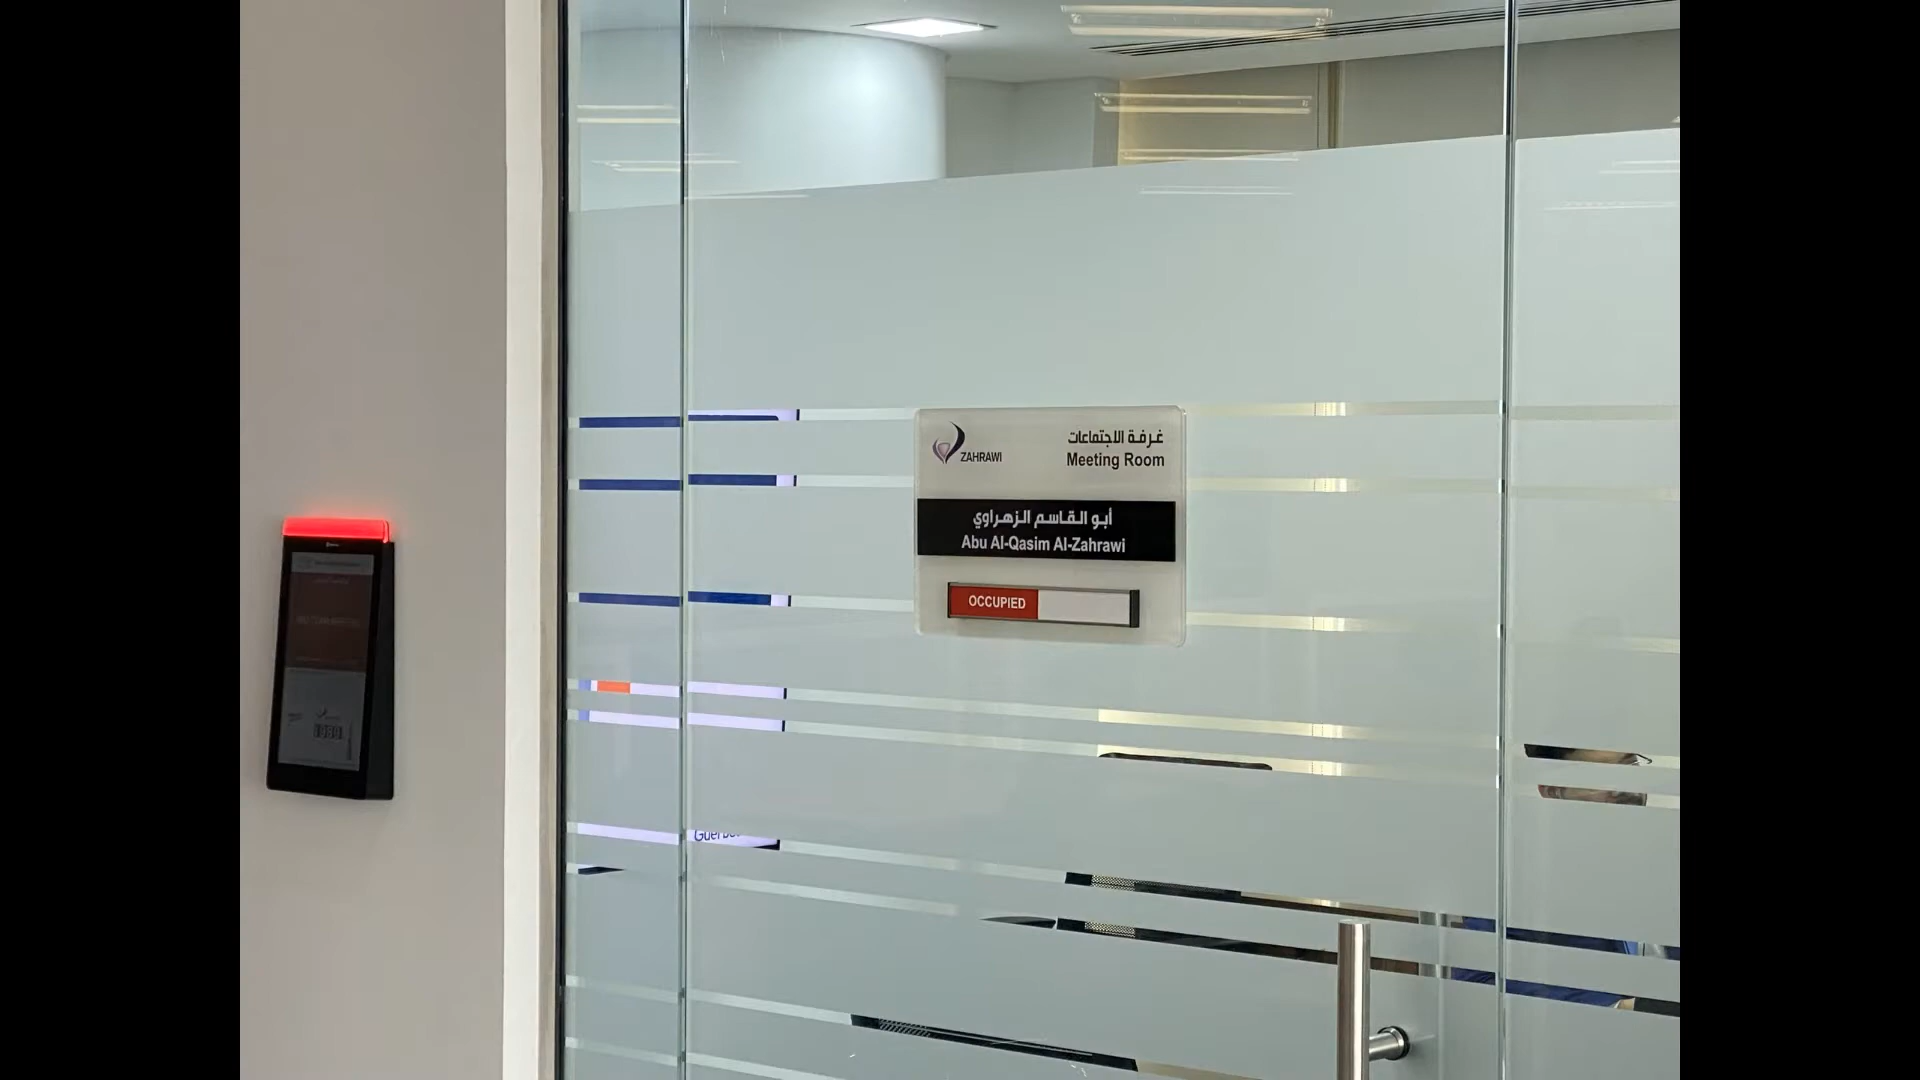 ZAHRAWI
غرفة الاجتماعات
Meeting Room
أبو القاسم الزهراوي
Abu Al-Qasim Al-Zahrawi
OCCUPIED